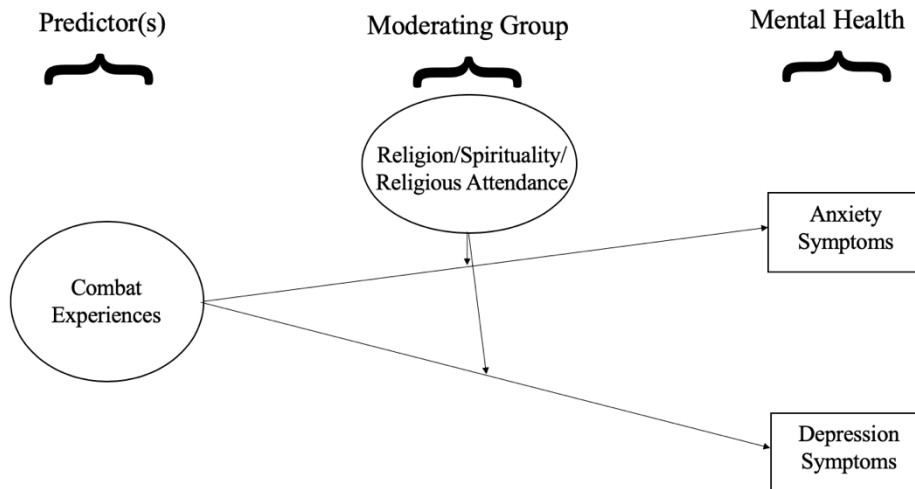 Predictor(s)
Moderating Group
Mental Health
Religion/Spirituality/
Religious Attendance
Combat
Experiences
Anxiety
Symptoms
Depression
Symptoms